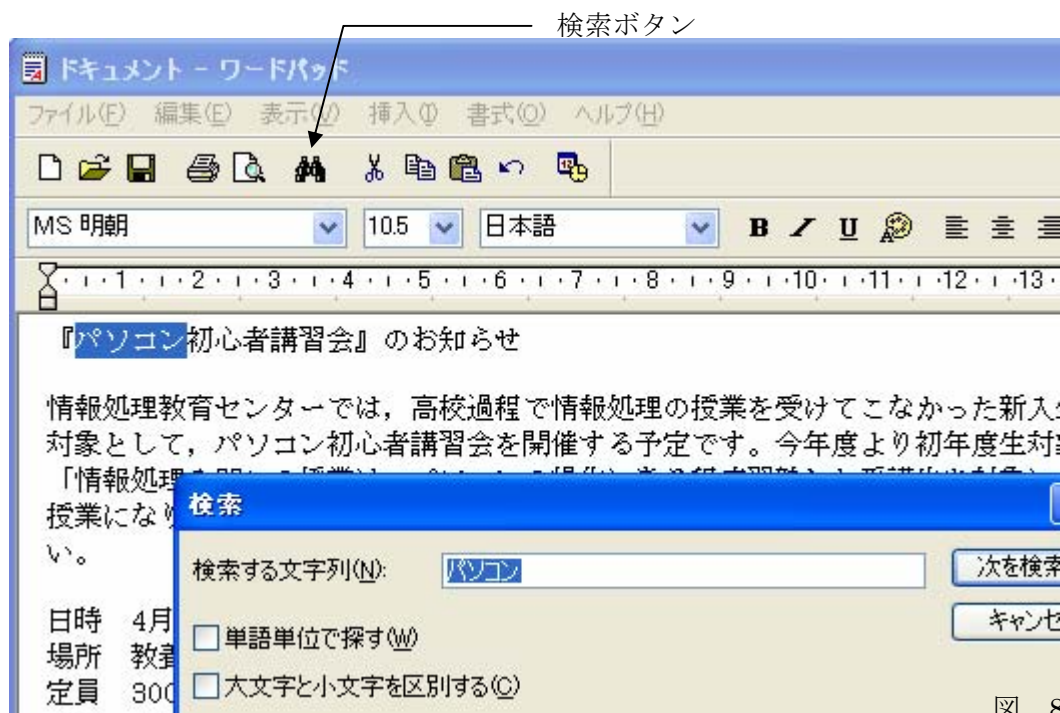 検索ボタン
ドキュメント - ワードパッド
ファイル(F) 編集(E) 表示(V) 挿入(I) 書式(O) ヘルプ(H)
MS 明朝 10.5 日本語 B I U
1 2 3 4 5 6 7 8 9 10 11 12 13
『パソコン初心者講習会』のお知らせ
情報処理教育センターでは，高校過程で情報処理の授業を受けてこなかった新入
対象として，パソコン初心者講習会を開催する予定です。今年度より初年度生対
「情報処理
授業になり
い。
検索
検索する文字列(N): パソコン 次を検索
キャンセ
日時 4月
単語単位で探す(W)
場所 教養
定員 300
大文字と小文字を区別する(C)
図 8